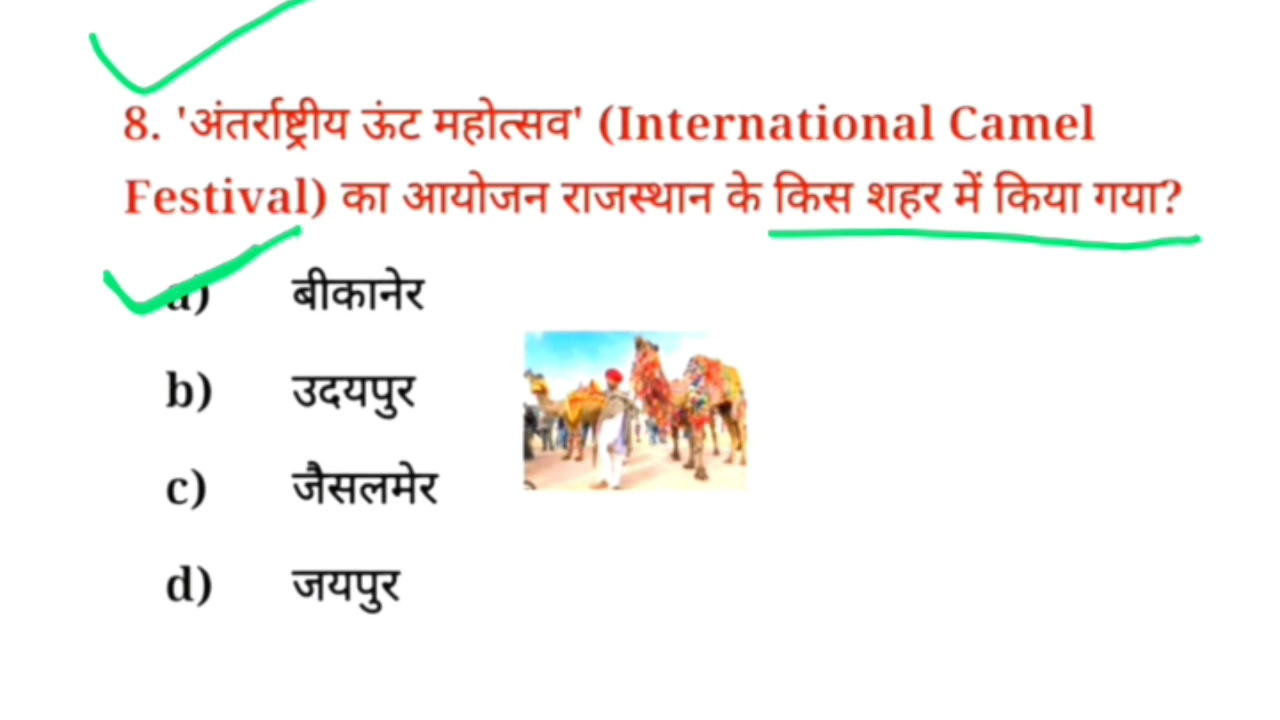 8. 'अंतर्राष्ट्रीय ऊंट महोत्सव' (International Camel
Festival) का आयोजन राजस्थान के किस शहर में किया गया?
a) बीकानेर
b) उदयपुर
c) जैसलमेर
d) जयपुर